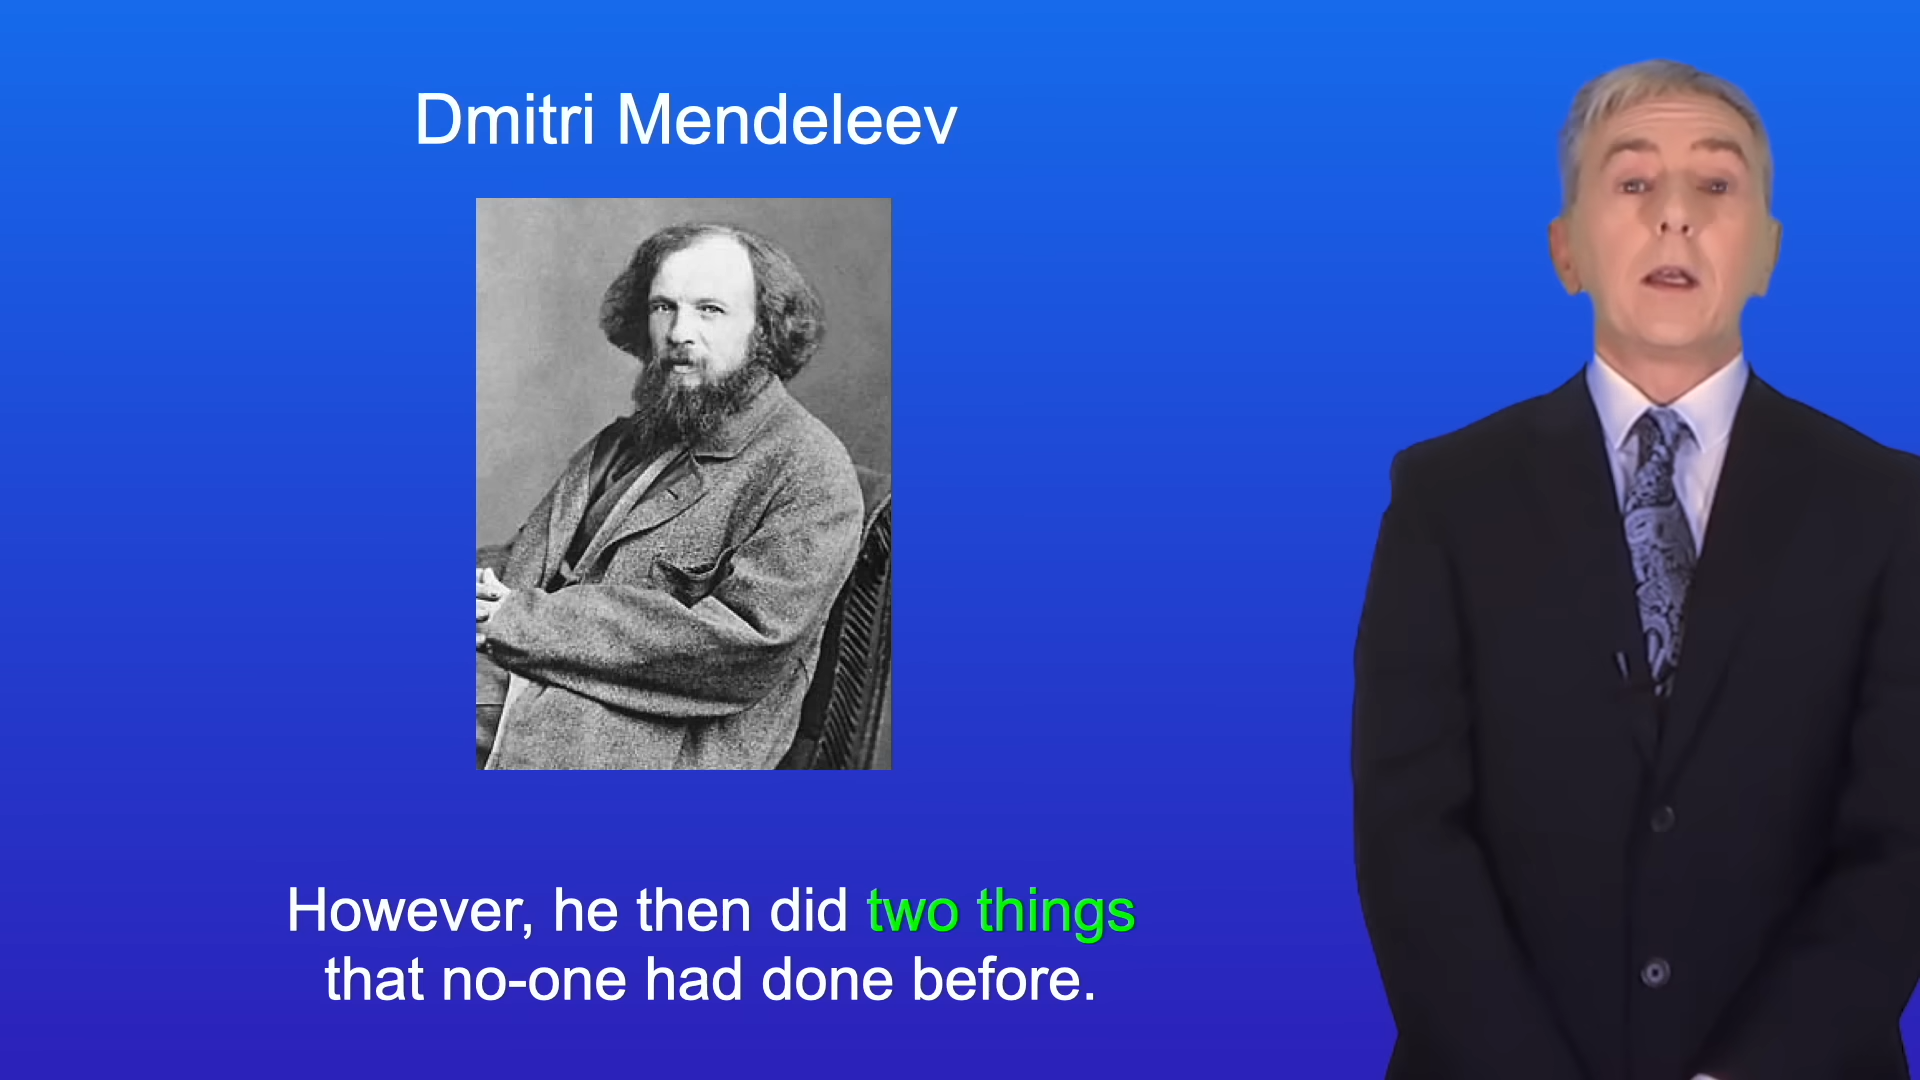 Dmitri Mendeleev
However, he then did two things
that no-one had done before.